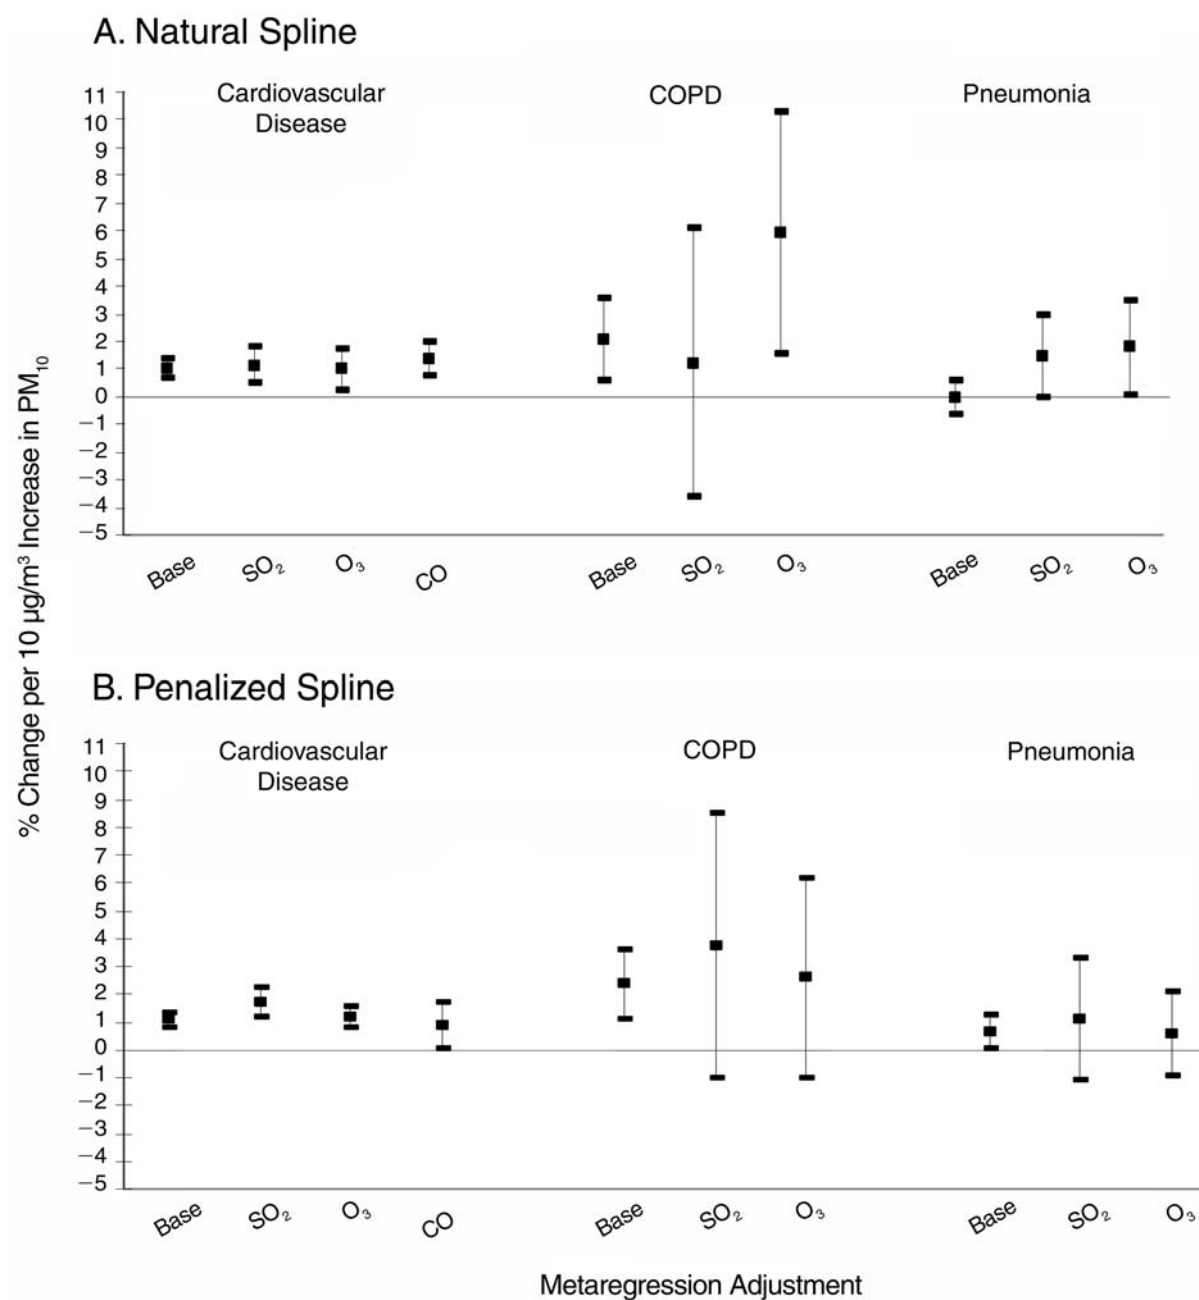 A. Natural Spline
Cardiovascular
Disease
COPD
Pneumonia
11
10
9
8
7
6
5
4
3
2
1
0
−1
−2
−3
−4
−5
Base
SO₂
O₃
CO
Base
SO₂
O₃
Base
SO₂
O₃
% Change per 10 µg/m³ Increase in PM₁₀
B. Penalized Spline
Cardiovascular
Disease
COPD
Pneumonia
11
10
9
8
7
6
5
4
3
2
1
0
−1
−2
−3
−4
−5
Base
SO₂
O₃
CO
Base
SO₂
O₃
Base
SO₂
O₃
Metaregression Adjustment